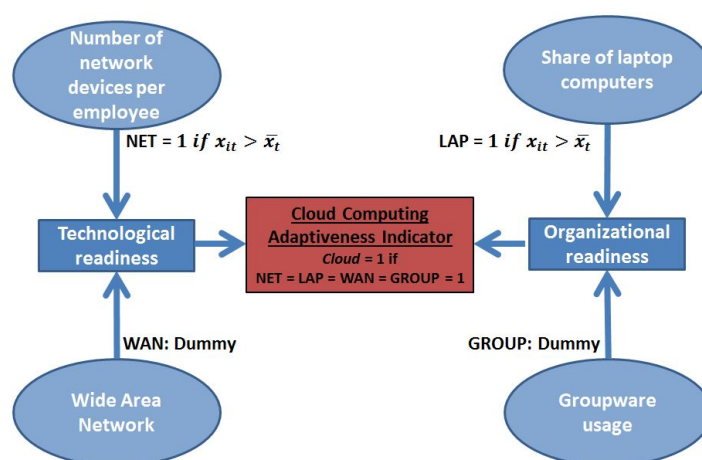 Number of
network
devices per
employee
Share of laptop
computers
NET = 1 if x_it > x̄_t
LAP = 1 if x_it > x̄_t
Technological
readiness
Cloud Computing
Adaptiveness Indicator
Cloud = 1 if
NET = LAP = WAN = GROUP = 1
Organizational
readiness
WAN: Dummy
GROUP: Dummy
Wide Area
Network
Groupware
usage